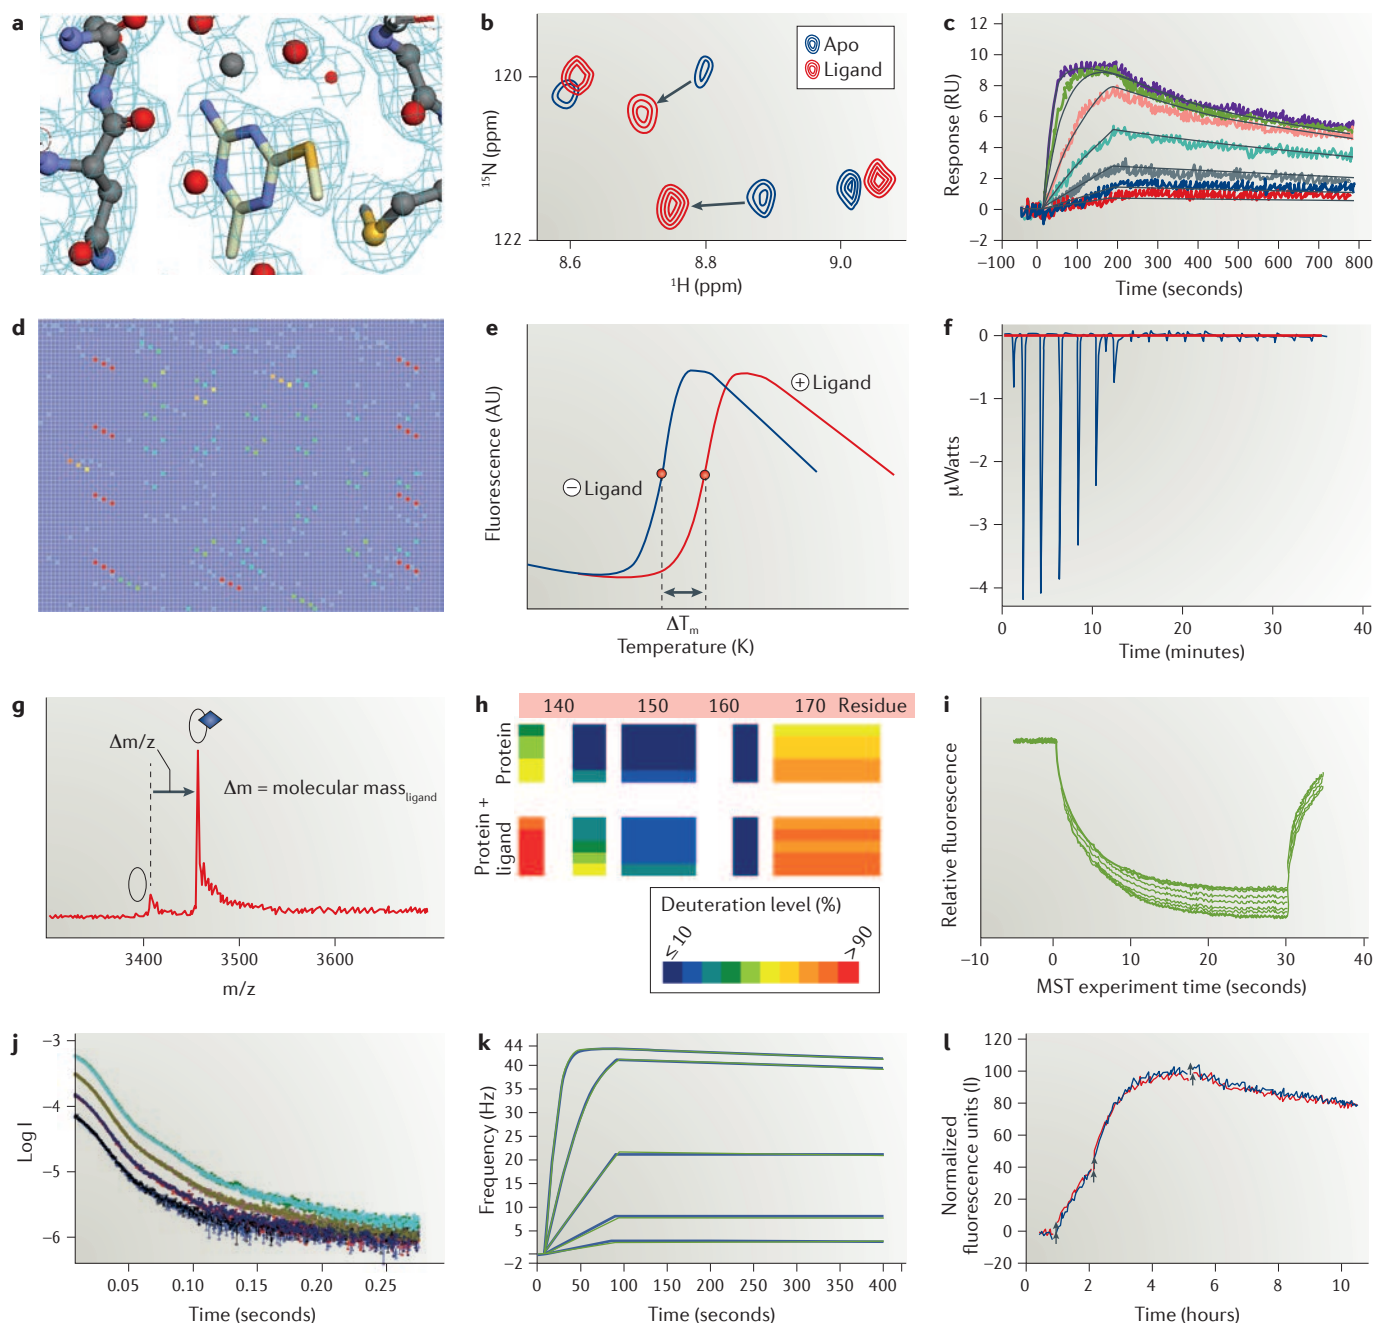 a
b
Apo
Ligand
120
122
¹⁵N (ppm)
8.6
8.8
9.0
¹H (ppm)
c
12
10
8
6
4
2
0
−2
Response (RU)
−100
0
100
200
300
400
500
600
700
800
Time (seconds)
d
e
Fluorescence (AU)
− Ligand
+ Ligand
ΔTₘ
Temperature (K)
f
0
−1
−2
−3
−4
μWatts
0
10
20
30
40
Time (minutes)
g
Δm/z
Δm = molecular mass ligand
3400
3500
3600
m/z
h
140 150 160 170 Residue
Protein
Protein +
ligand
Deuteration level (%)
≤ 10
> 90
i
Relative fluorescence
−10
0
10
20
30
40
MST experiment time (seconds)
j
−3
−4
−5
−6
Log I
0.05
0.10
0.15
0.20
0.25
Time (seconds)
k
44
40
35
30
25
20
15
10
5
−2
Frequency (Hz)
0
50
100
150
200
250
300
350
400
Time (seconds)
l
120
100
80
60
40
20
0
−20
Normalized
fluorescence units (I)
0
2
4
6
8
10
Time (hours)